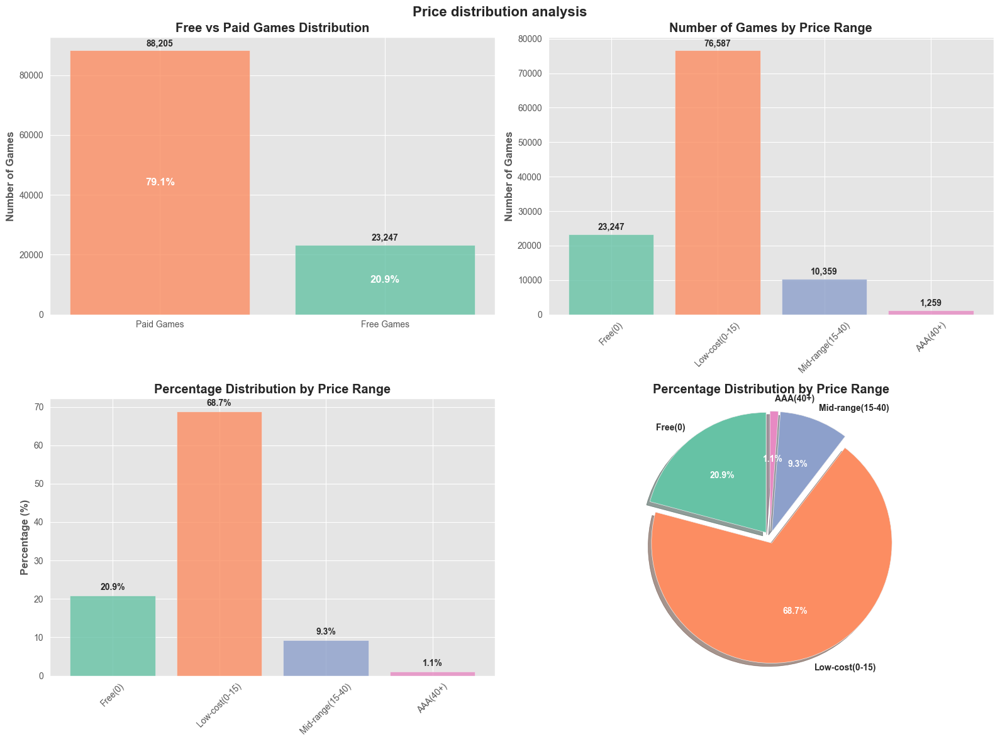 Price distribution analysis
Free vs Paid Games Distribution
Number of Games
80000
60000
40000
20000
0
88,205
79.1%
23,247
20.9%
Paid Games
Free Games
Number of Games by Price Range
Number of Games
80000
70000
60000
50000
40000
30000
20000
10000
0
23,247
76,587
10,359
1,259
Free(0)
Low-cost(0-15)
Mid-range(15-40)
AAA(40+)
Percentage Distribution by Price Range
Percentage (%)
70
60
50
40
30
20
10
0
20.9%
68.7%
9.3%
1.1%
Free(0)
Low-cost(0-15)
Mid-range(15-40)
AAA(40+)
Percentage Distribution by Price Range
AAA(40+)
Mid-range(15-40)
Free(0)
1.1%
9.3%
20.9%
68.7%
Low-cost(0-15)